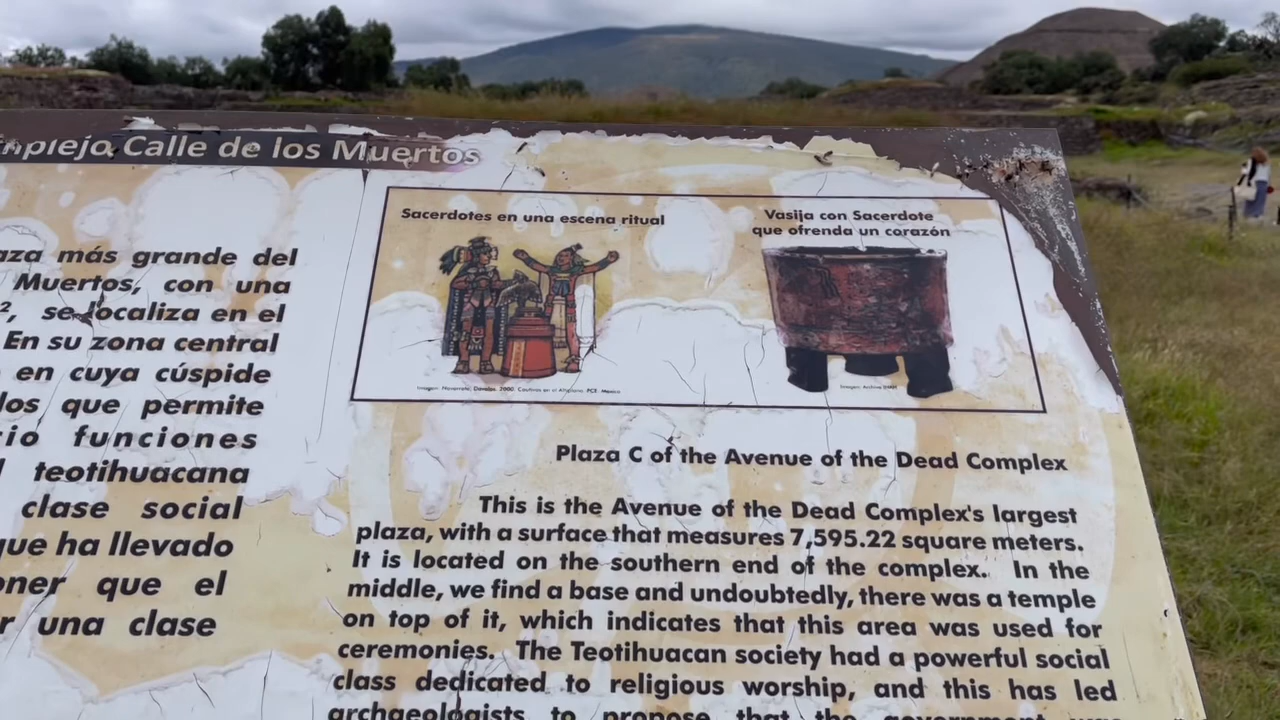 Calle de los Muertos
más grande del
Muertos, con una
se localiza en el
En su zona central
en cuya cúspide
los que permite
funciones
teotihuacana
clase social
que ha llevado
que el
una clase
Sacerdotes en una escena ritual
Vasija con Sacerdote
que ofrenda un corazón
Plaza C of the Avenue of the Dead Complex
This is the Avenue of the Dead Complex's largest
plaza, with a surface that measures 7,595.22 square meters.
It is located on the southern end of the complex. In the
middle, we find a base and undoubtedly, there was a temple
on top of it, which indicates that this area was used for
ceremonies. The Teotihuacan society had a powerful social
class dedicated to religious worship, and this has led
archaeologists to propose that the government was